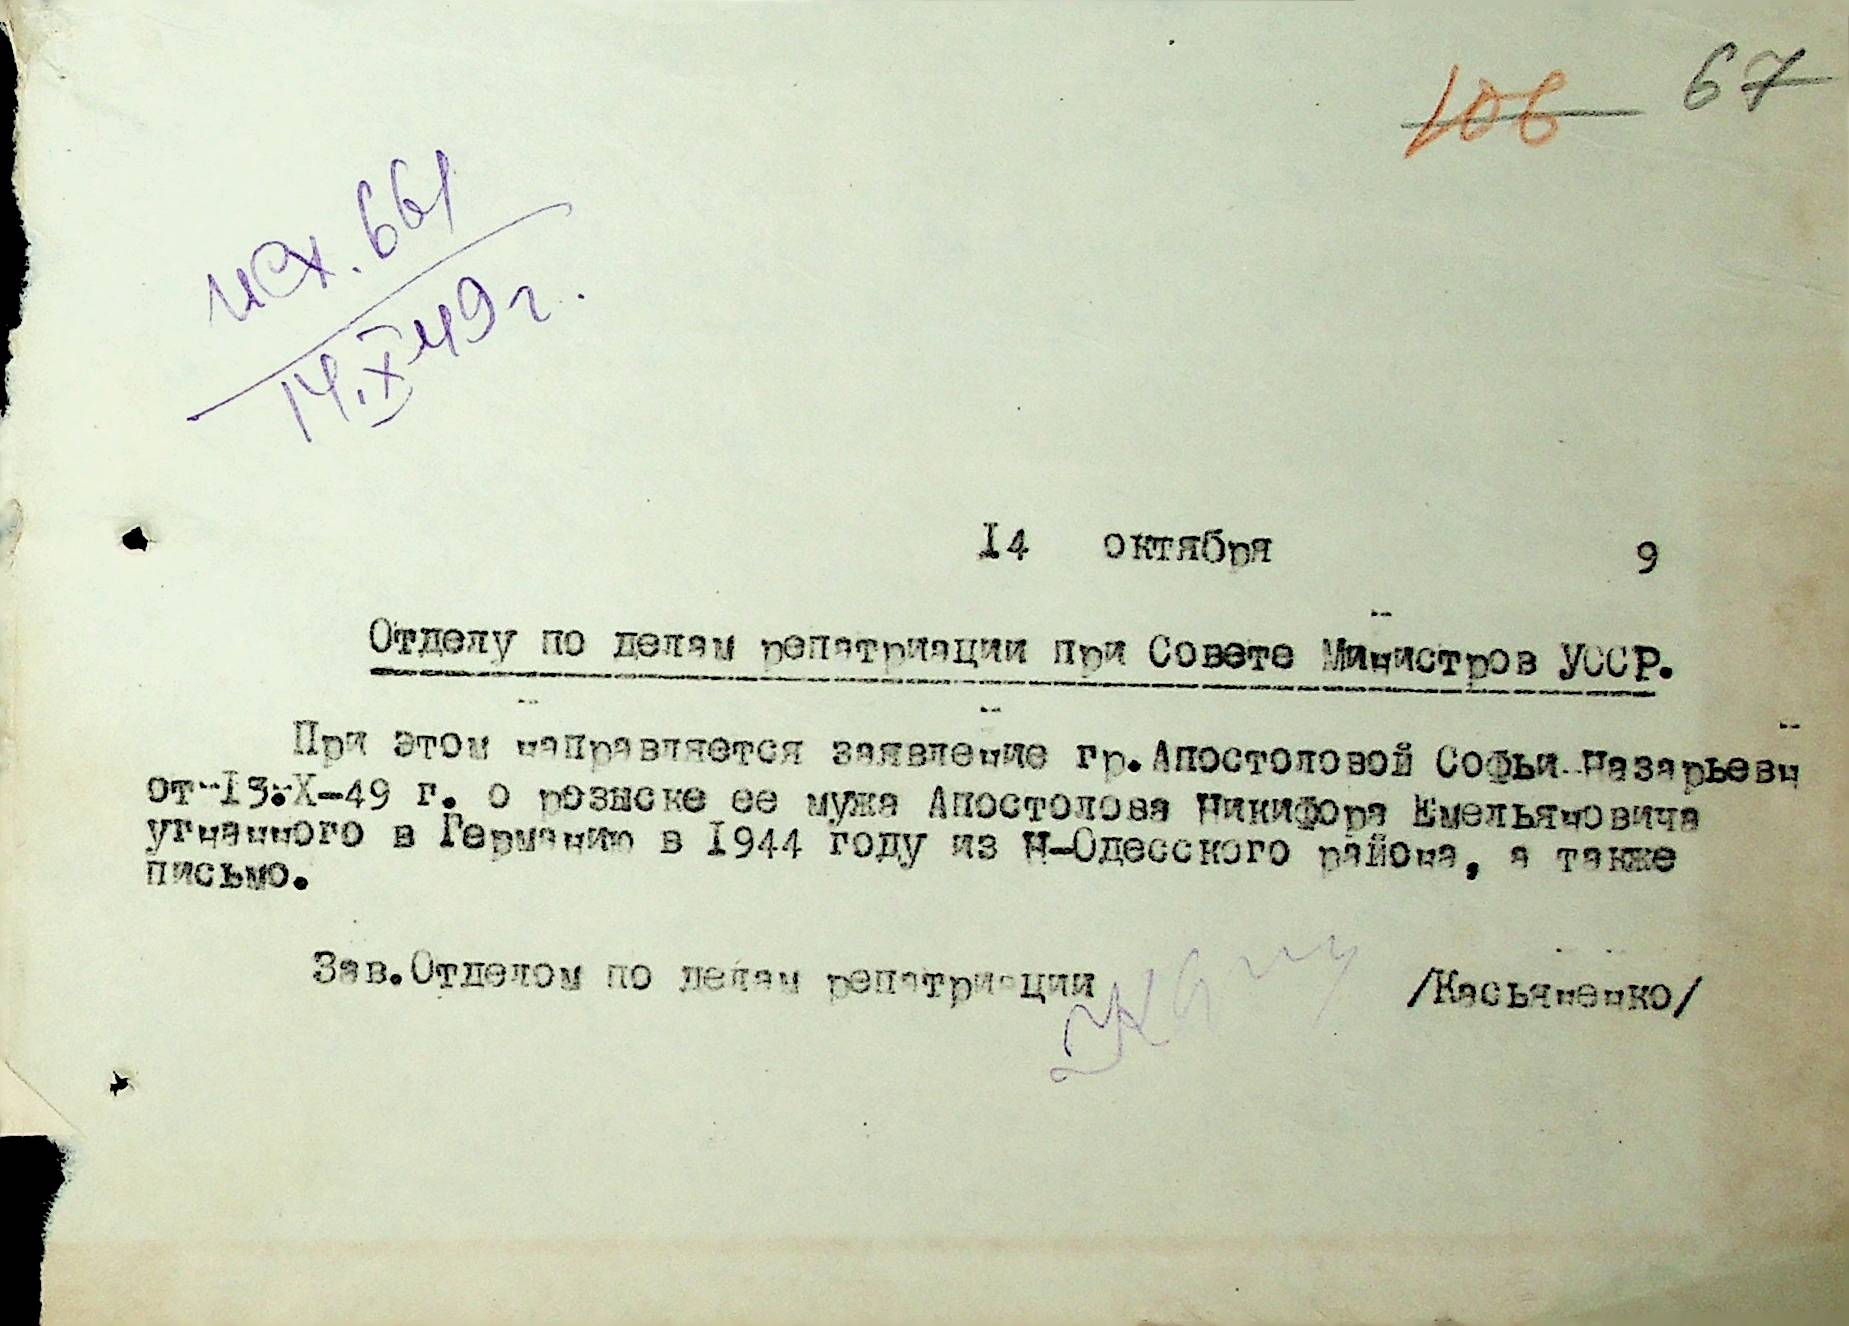 106 67
исх. 661
14.X 49 г.
14 октября 9
Отделу по делам репатриации при Совете Министров УССР.
При этом направляется заявление гр. Апостоловой Софьи Назарьевн
от 13.X-49 г. о розыске ее мужа Апостолова Никифора Емельяновича
угнанного в Германию в 1944 году из Н-Одесского района, а также
письмо.
Зав. Отделом по делам репатриации /Касьяненко/